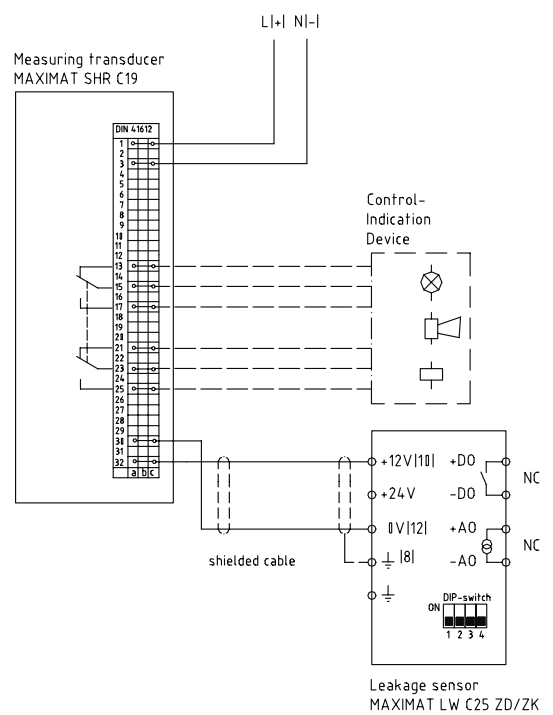 L|+| N|-|
Measuring transducer
MAXIMAT SHR C19
DIN 41612
1
2
3
4
5
6
7
8
9
10
11
12
13
14
15
16
17
18
19
20
21
22
23
24
25
26
27
28
29
30
31
32
a b c
Control-
Indication
Device
+12V|10| +DO
NC
+24V -DO
0V|12| +AO
NC
|8| -AO
shielded cable
DIP-switch
ON
1 2 3 4
Leakage sensor
MAXIMAT LW C25 ZD/ZK